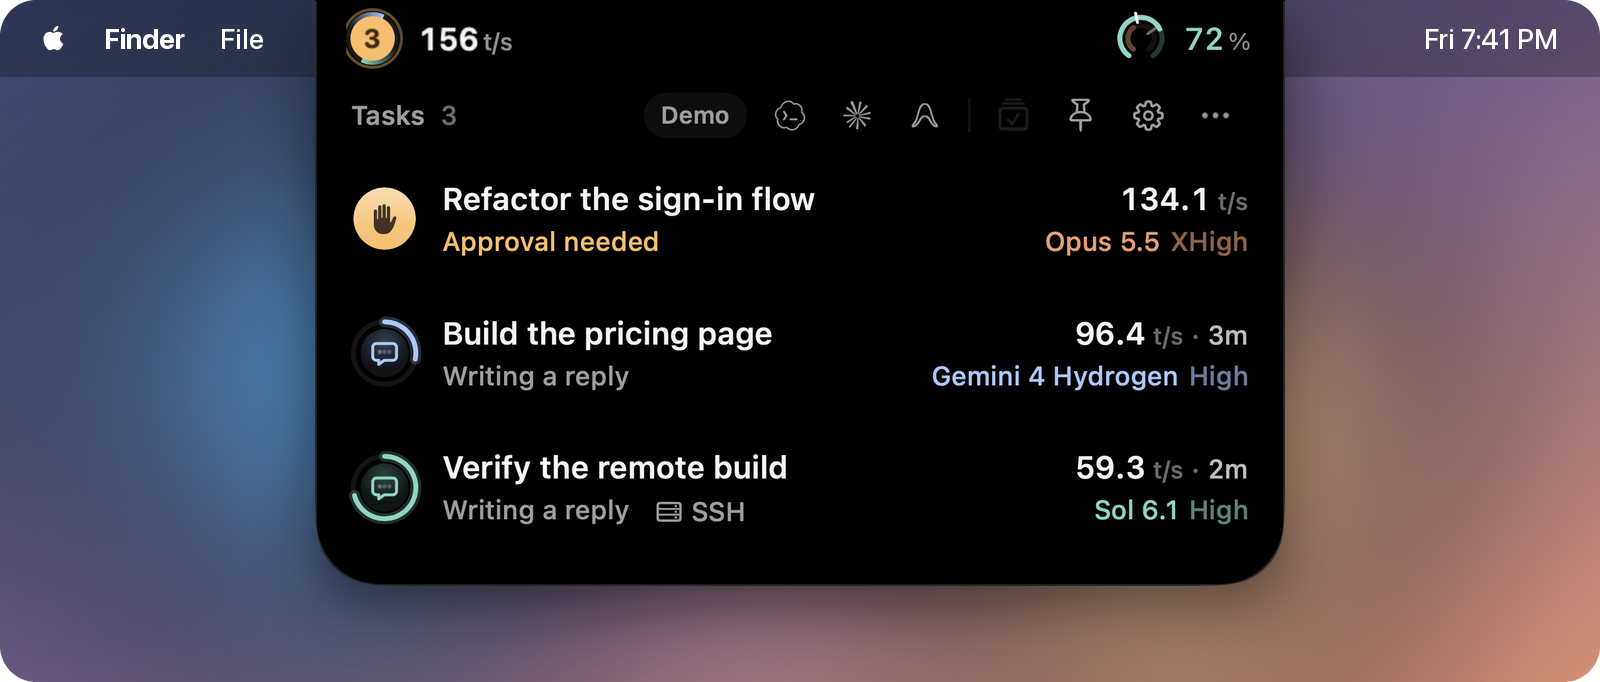 Finder File
3 156 t/s
72 %
Fri 7:41 PM
Tasks 3
Demo
Refactor the sign-in flow
134.1 t/s
Approval needed
Opus 5.5 XHigh
Build the pricing page
96.4 t/s · 3m
Writing a reply
Gemini 4 Hydrogen High
Verify the remote build
59.3 t/s · 2m
Writing a reply SSH
Sol 6.1 High